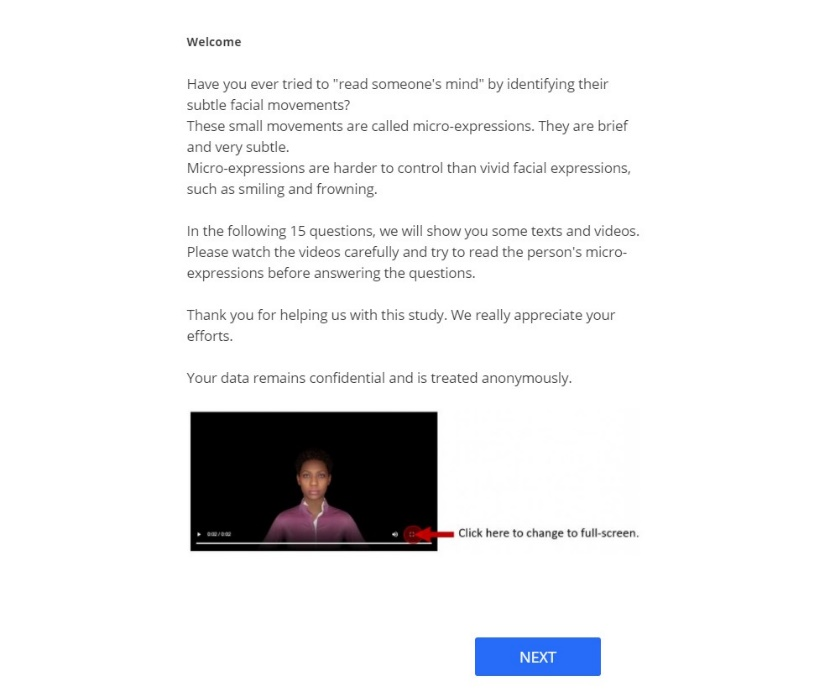 Welcome
Have you ever tried to "read someone's mind" by identifying their
subtle facial movements?
These small movements are called micro-expressions. They are brief
and very subtle.
Micro-expressions are harder to control than vivid facial expressions,
such as smiling and frowning.
In the following 15 questions, we will show you some texts and videos.
Please watch the videos carefully and try to read the person's micro-
expressions before answering the questions.
Thank you for helping us with this study. We really appreciate your
efforts.
Your data remains confidential and is treated anonymously.
0:02 / 0:02
Click here to change to full-screen.
NEXT